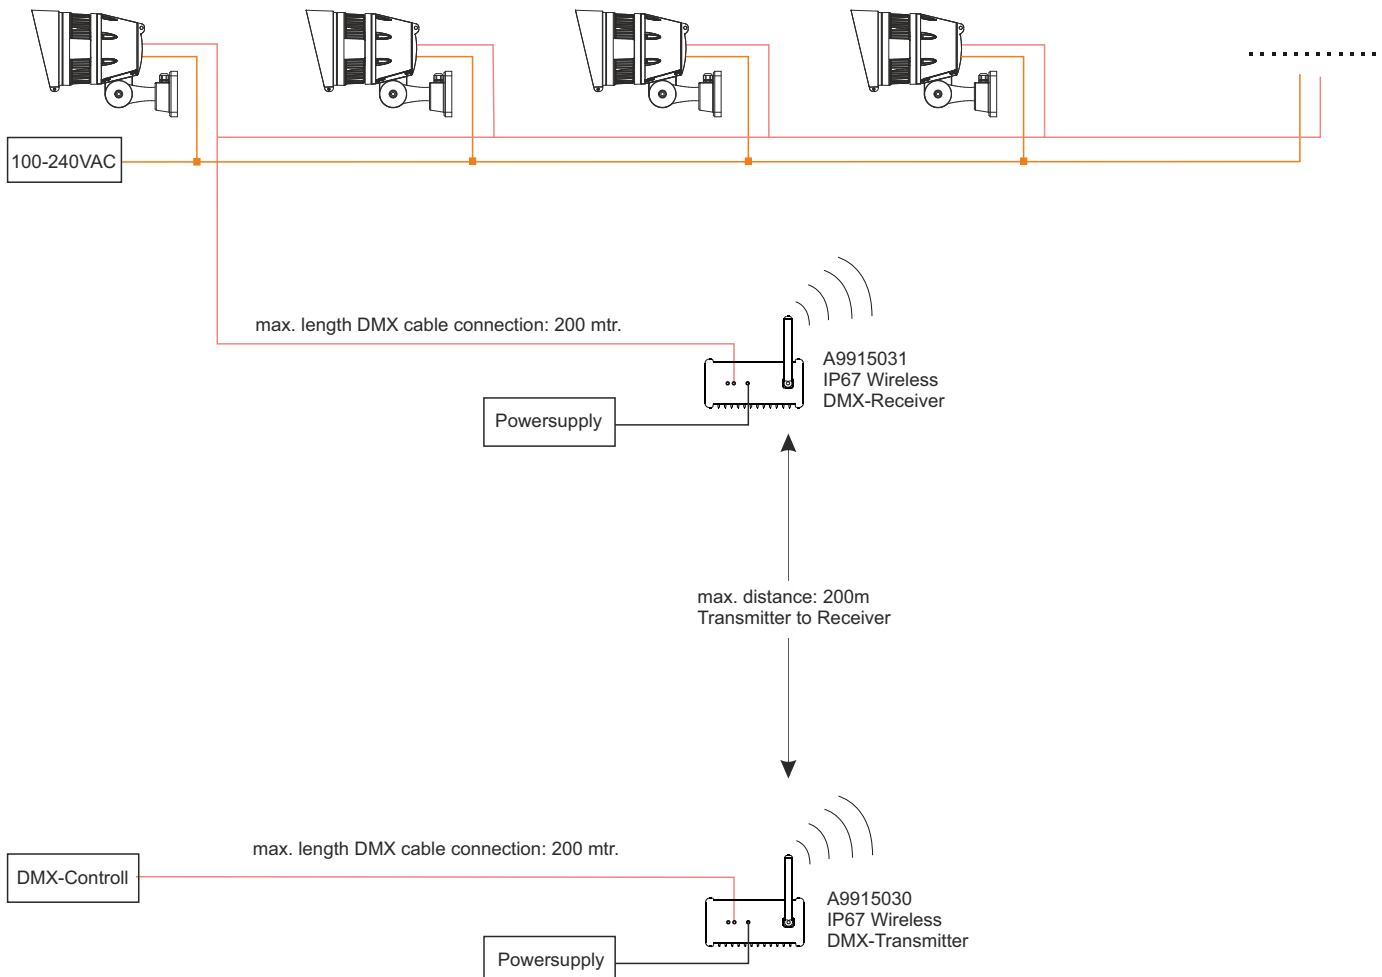 100-240VAC
max. length DMX cable connection: 200 mtr.
A9915031
IP67 Wireless
DMX-Receiver
Powersupply
max. distance: 200m
Transmitter to Receiver
max. length DMX cable connection: 200 mtr.
DMX-Controll
A9915030
IP67 Wireless
DMX-Transmitter
Powersupply